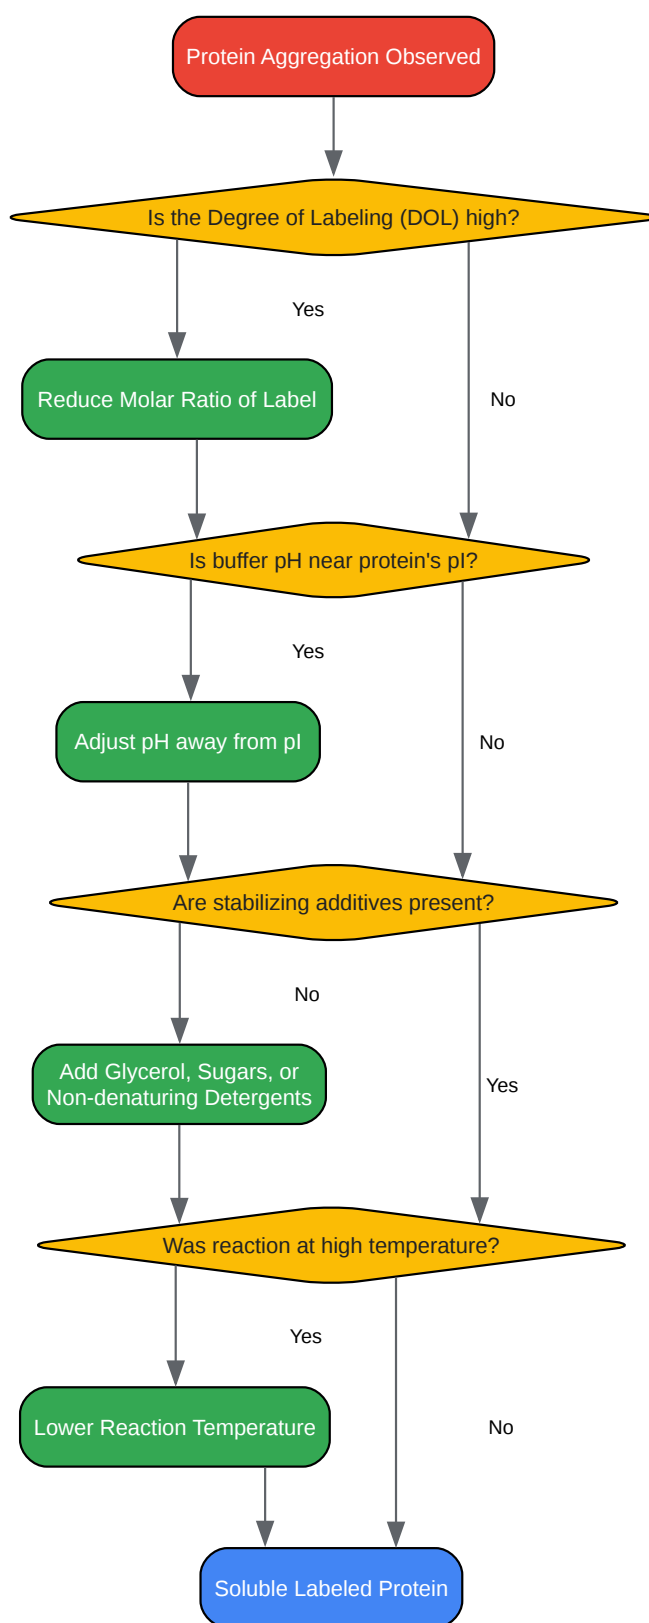 Protein Aggregation Observed
Is the Degree of Labeling (DOL) high?
Yes
Reduce Molar Ratio of Label
No
Is buffer pH near protein's pI?
Yes
Adjust pH away from pI
No
Are stabilizing additives present?
No
Add Glycerol, Sugars, or
Non-denaturing Detergents
Yes
Was reaction at high temperature?
Yes
Lower Reaction Temperature
No
Soluble Labeled Protein